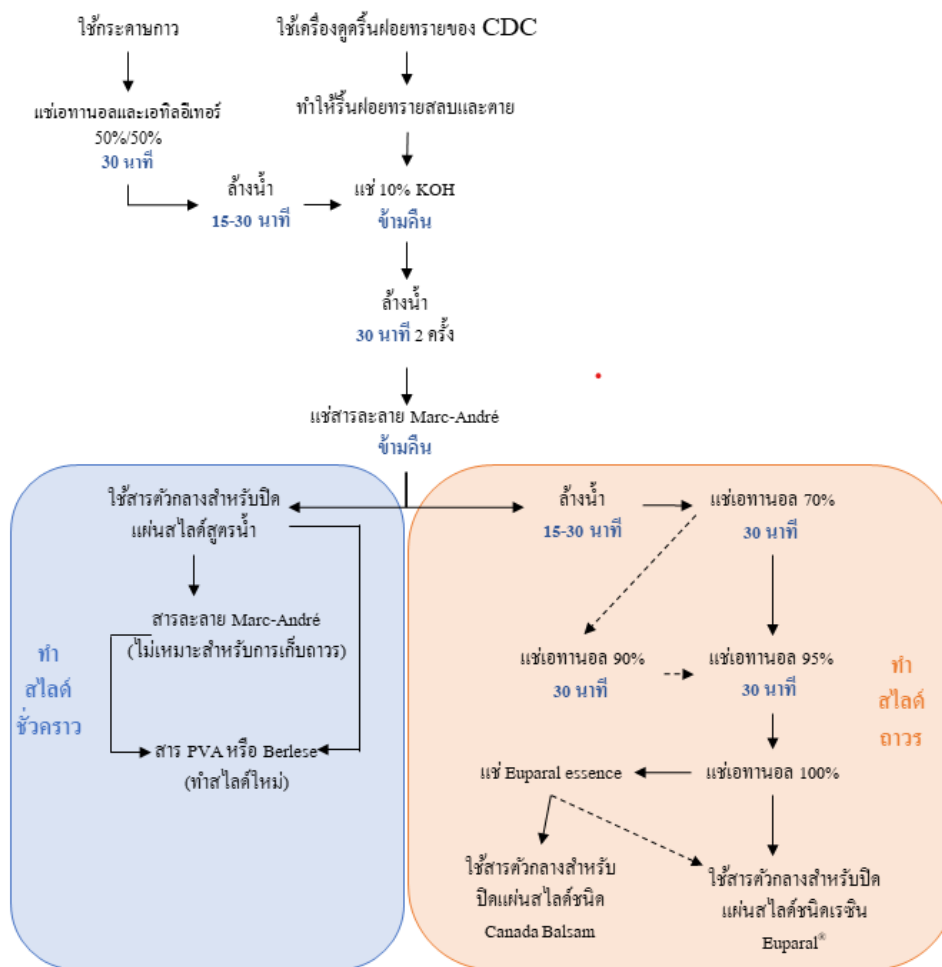 ใช้กระดาษกาว
ใช้เครื่องดูดริ้นฝอยทรายของ CDC
แช่เอทานอลและเอทิลอีเทอร์
50%/50%
30 นาที
ทำให้ริ้นฝอยทรายสลบและตาย
ล้างน้ำ
15-30 นาที
แช่ 10% KOH
ข้ามคืน
ล้างน้ำ
30 นาที 2 ครั้ง
แช่สารละลาย Marc-André
ข้ามคืน
ทำ
สไลด์
ชั่วคราว
ใช้สารตัวกลางสำหรับปิด
แผ่นสไลด์สูตรน้ำ
สารละลาย Marc-André
(ไม่เหมาะสำหรับการเก็บถาวร)
สาร PVA หรือ Berlese
(ทำสไลด์ใหม่)
ล้างน้ำ
15-30 นาที
แช่เอทานอล 70%
30 นาที
แช่เอทานอล 90%
30 นาที
แช่เอทานอล 95%
30 นาที
ทำ
สไลด์
ถาวร
แช่ Euparal essence
แช่เอทานอล 100%
ใช้สารตัวกลางสำหรับ
ปิดแผ่นสไลด์ชนิด
Canada Balsam
ใช้สารตัวกลางสำหรับปิด
แผ่นสไลด์ชนิดเรซิน
Euparal®